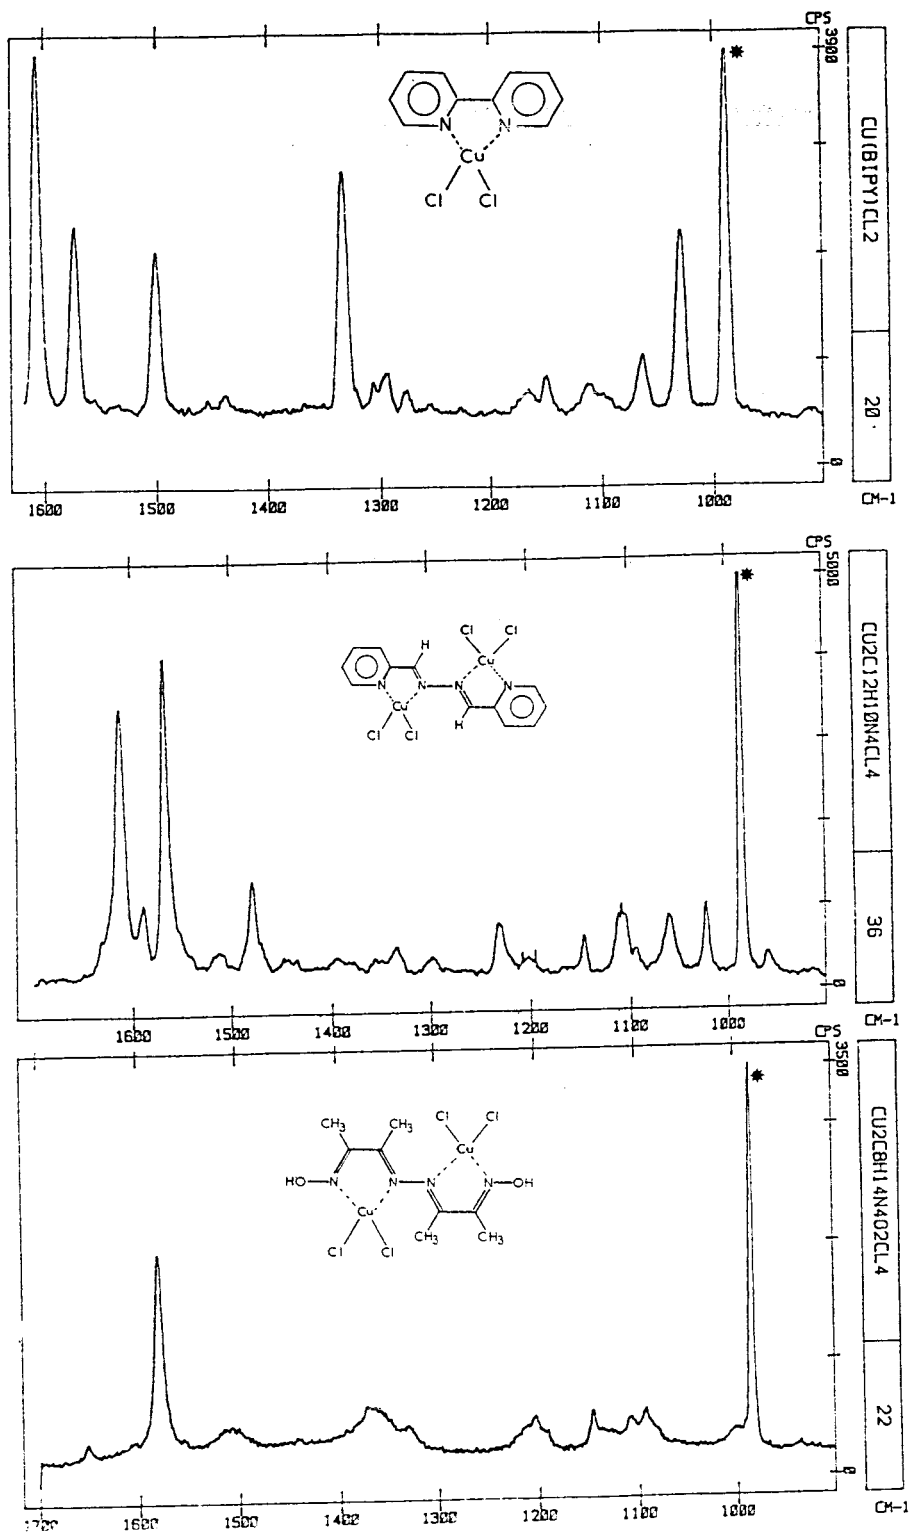 CPS
3900
*
N N
Cu
Cl Cl
0
1600 1500 1400 1300 1200 1100 1000
CM-1
CU(BIPY)CL2
20
CPS
5000
*
Cl Cl
H
Cu
N N N N
Cu
H
Cl Cl
0
1600 1500 1400 1300 1200 1100 1000
CM-1
CU2C12H10N4CL4
36
CPS
3500
*
Cl Cl
CH3 CH3
Cu
HO N N N N OH
Cu
CH3 CH3
Cl Cl
0
1700 1600 1500 1400 1300 1200 1100 1000
CM-1
CU2C8H14N4O2CL4
22